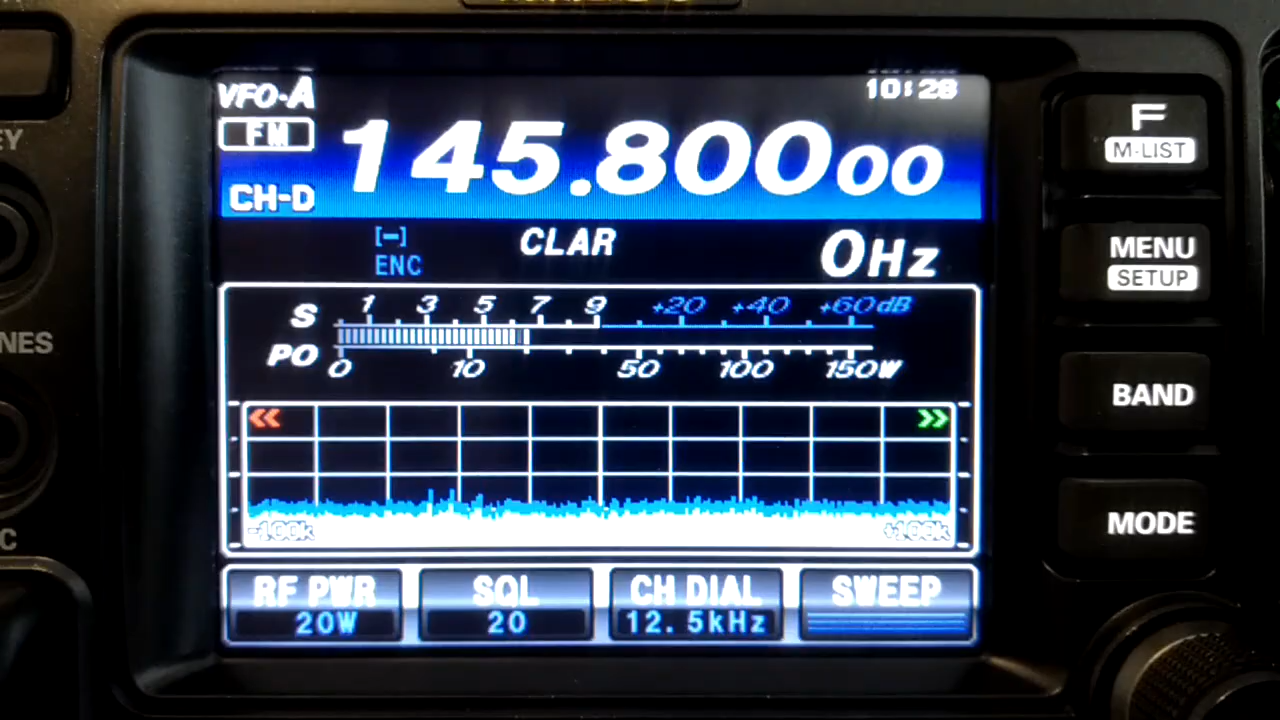 VFO-A 10:28
FM
145.80000
CH-D
[-] CLAR 0Hz
ENC
S 1 3 5 7 9 +20 +40 +60dB
PO 0 10 50 100 150W
« »
-100k +100k
RF PWR SQL CH DIAL SWEEP
20W 20 12.5kHz
F
M-LIST
MENU
SETUP
BAND
MODE
EY
NES
C